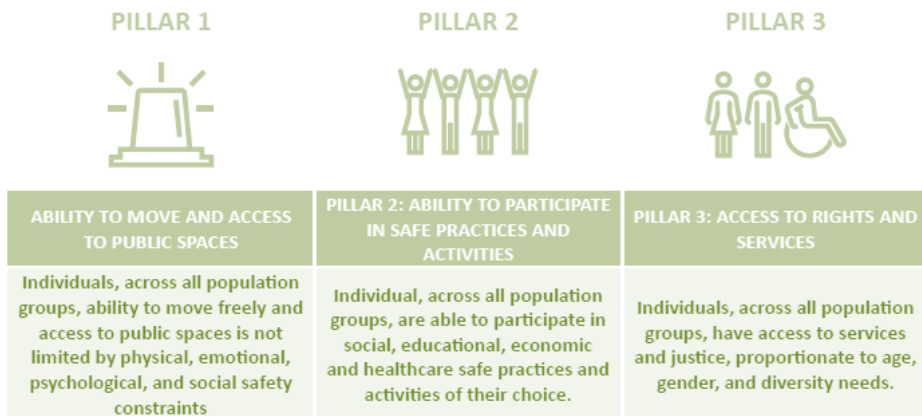 PILLAR 1
PILLAR 2
PILLAR 3
ABILITY TO MOVE AND ACCESS
TO PUBLIC SPACES
PILLAR 2: ABILITY TO PARTICIPATE
IN SAFE PRACTICES AND
ACTIVITIES
PILLAR 3: ACCESS TO RIGHTS AND
SERVICES
Individuals, across all population
groups, ability to move freely and
access to public spaces is not
limited by physical, emotional,
psychological, and social safety
constraints
Individual, across all population
groups, are able to participate in
social, educational, economic
and healthcare safe practices and
activities of their choice.
Individuals, across all population
groups, have access to services
and justice, proportionate to age,
gender, and diversity needs.